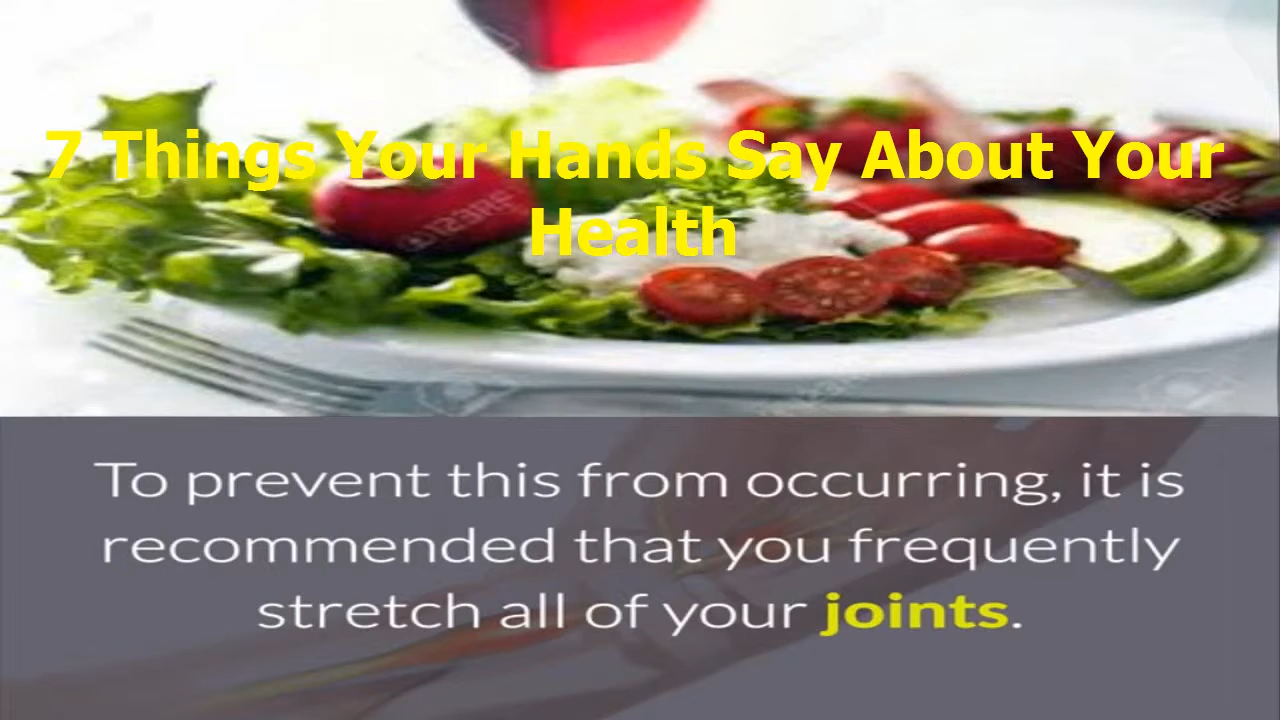 7 Things Your Hands Say About Your
Health
To prevent this from occurring, it is
recommended that you frequently
stretch all of your joints.